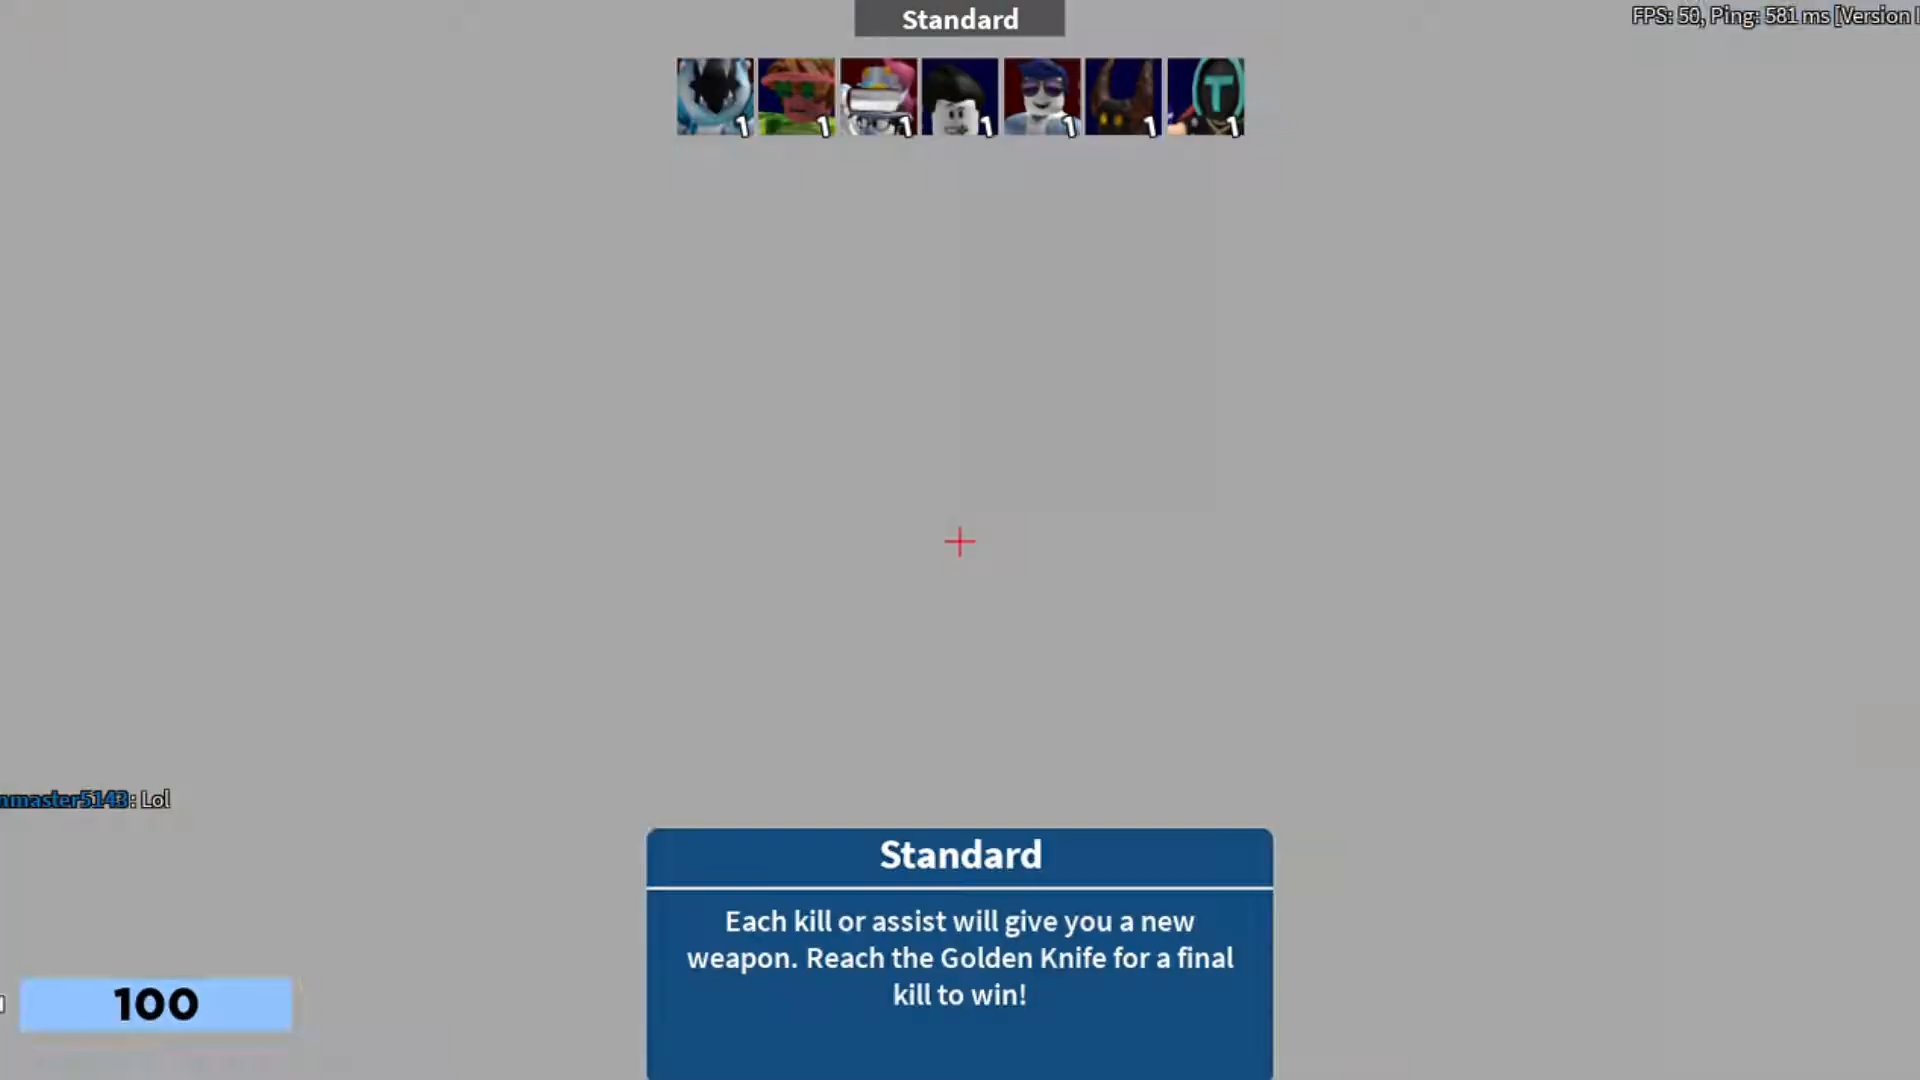 Standard
FPS: 50, Ping: 581 ms [Version
1 1 1 1 1 1 1
T
nmaster5143: Lol
Standard
Each kill or assist will give you a new
weapon. Reach the Golden Knife for a final
kill to win!
100